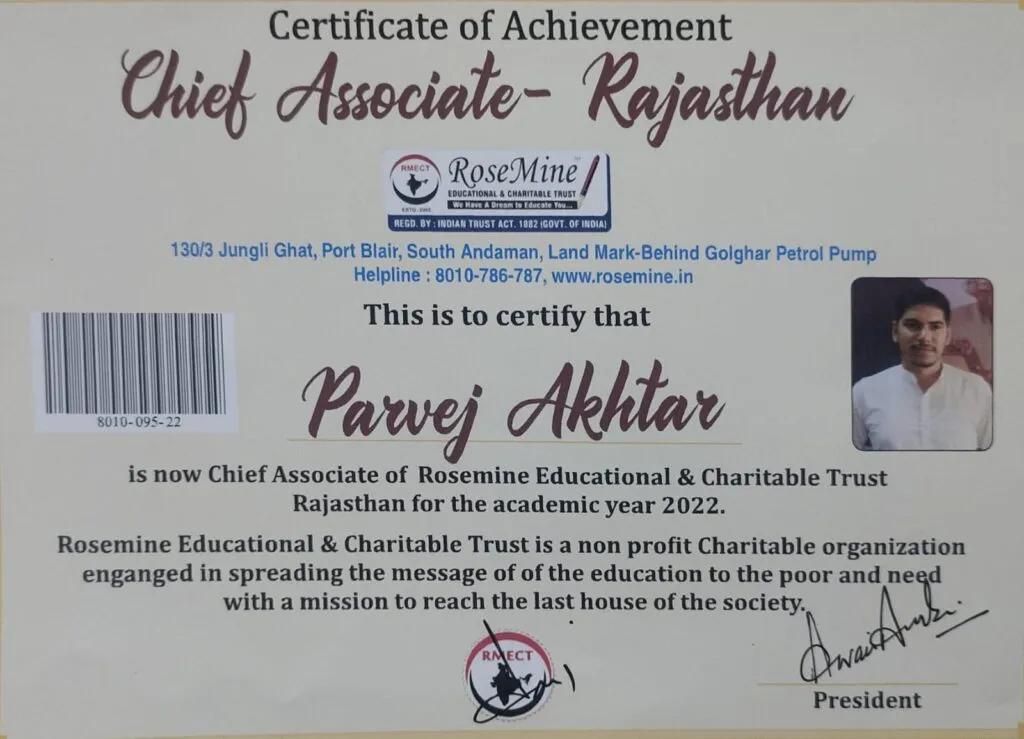 Certificate of Achievement
Chief Associate- Rajasthan
RMECT
ESTD-2005
RoseMine
TM
EDUCATIONAL & CHARITABLE TRUST
We Have A Dream to Educate You...
REGD. BY : INDIAN TRUST ACT. 1882 (GOVT. OF INDIA)
130/3 Jungli Ghat, Port Blair, South Andaman, Land Mark-Behind Golghar Petrol Pump
Helpline : 8010-786-787, www.rosemine.in
This is to certify that
8010-095-22
Parvej Akhtar
is now Chief Associate of Rosemine Educational & Charitable Trust
Rajasthan for the academic year 2022.
Rosemine Educational & Charitable Trust is a non profit Charitable organization
enganged in spreading the message of of the education to the poor and need
with a mission to reach the last house of the society.
RMECT
President